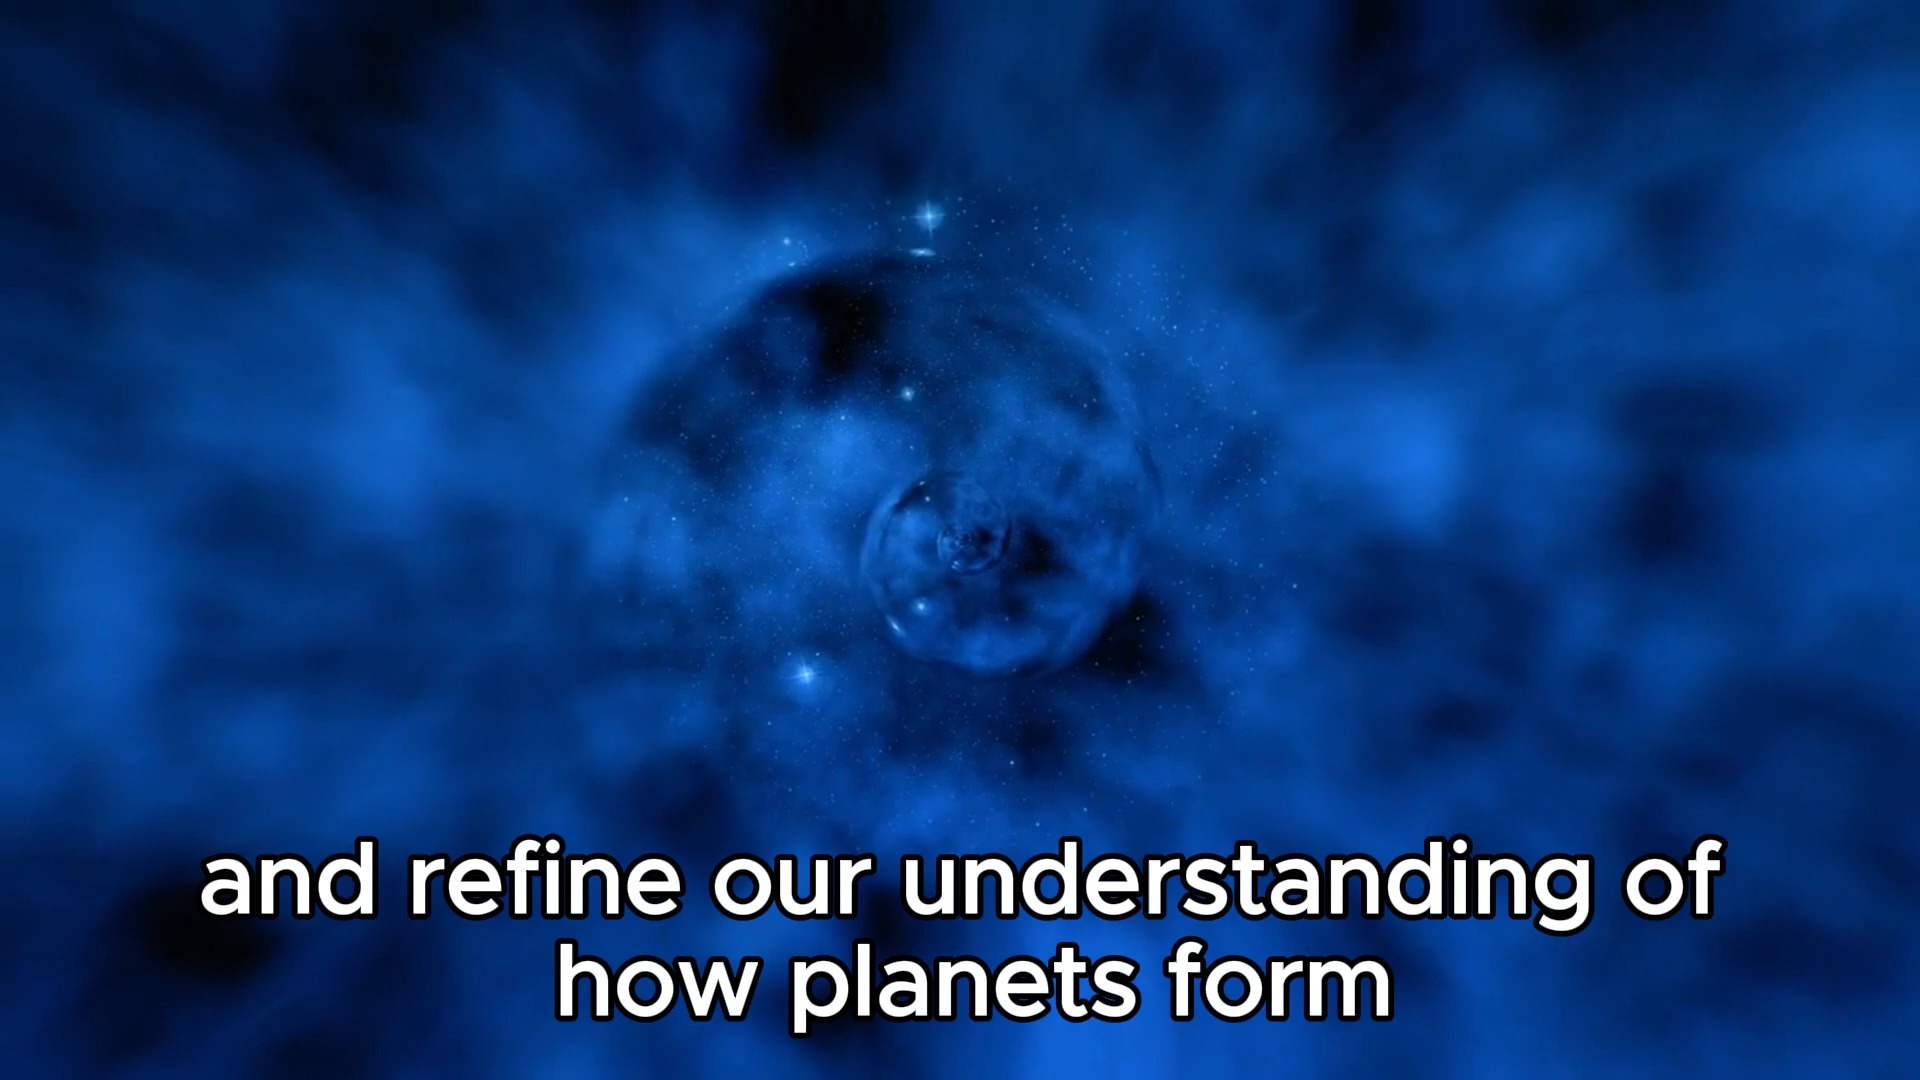 and refine our understanding of
how planets form